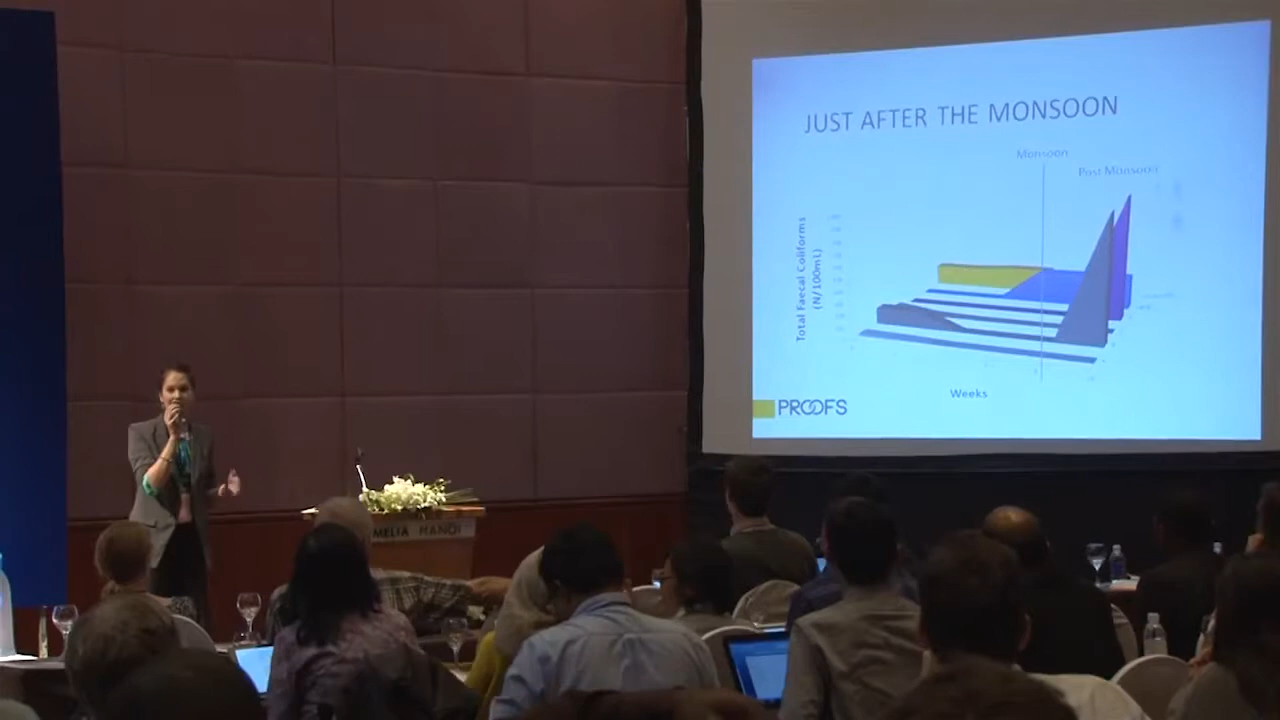 JUST AFTER THE MONSOON
Monsoon
Post Monsoon
Total Faecal Coliforms
(N/100mL)
Weeks
PROOFS
MELIA HANOI